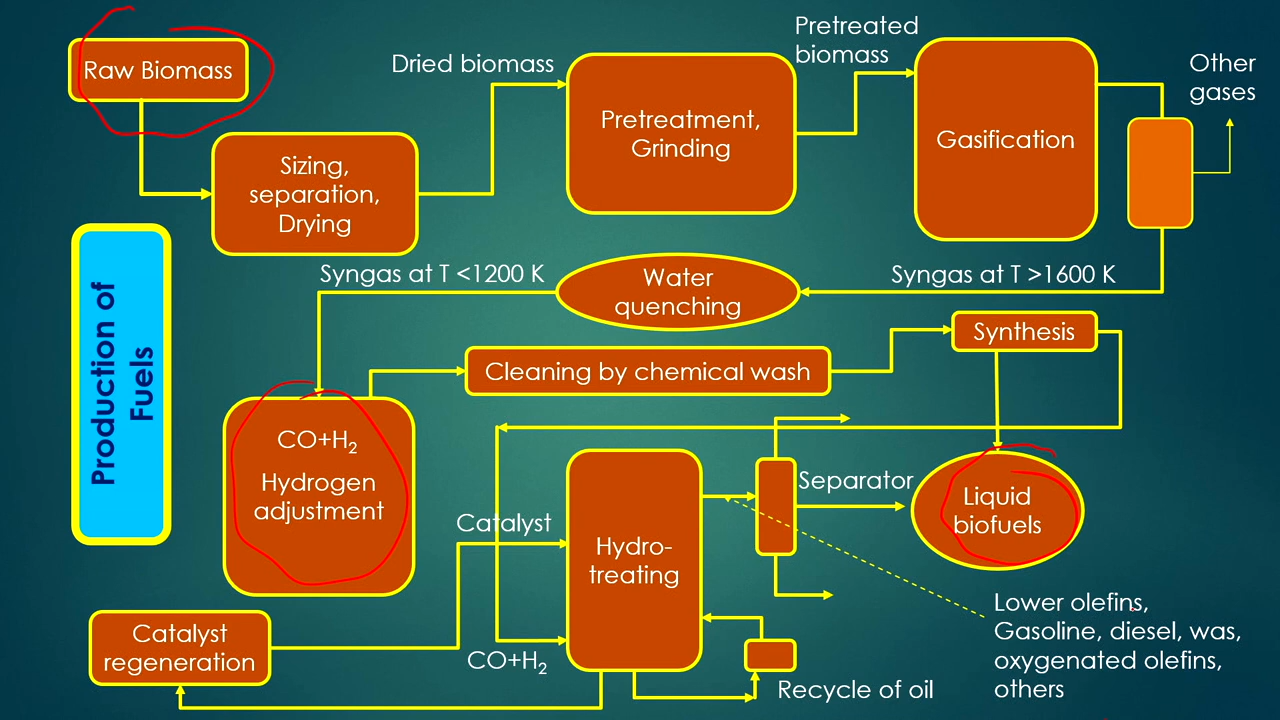 Raw Biomass
Dried biomass
Pretreated
biomass
Other
gases
Sizing,
separation,
Drying
Pretreatment,
Grinding
Gasification
Production of
Fuels
Syngas at T <1200 K
Water
quenching
Syngas at T >1600 K
Synthesis
Cleaning by chemical wash
CO+H₂
Hydrogen
adjustment
Catalyst
Hydro-
treating
Separator
Liquid
biofuels
Catalyst
regeneration
CO+H₂
Recycle of oil
Lower olefins,
Gasoline, diesel, was,
oxygenated olefins,
others